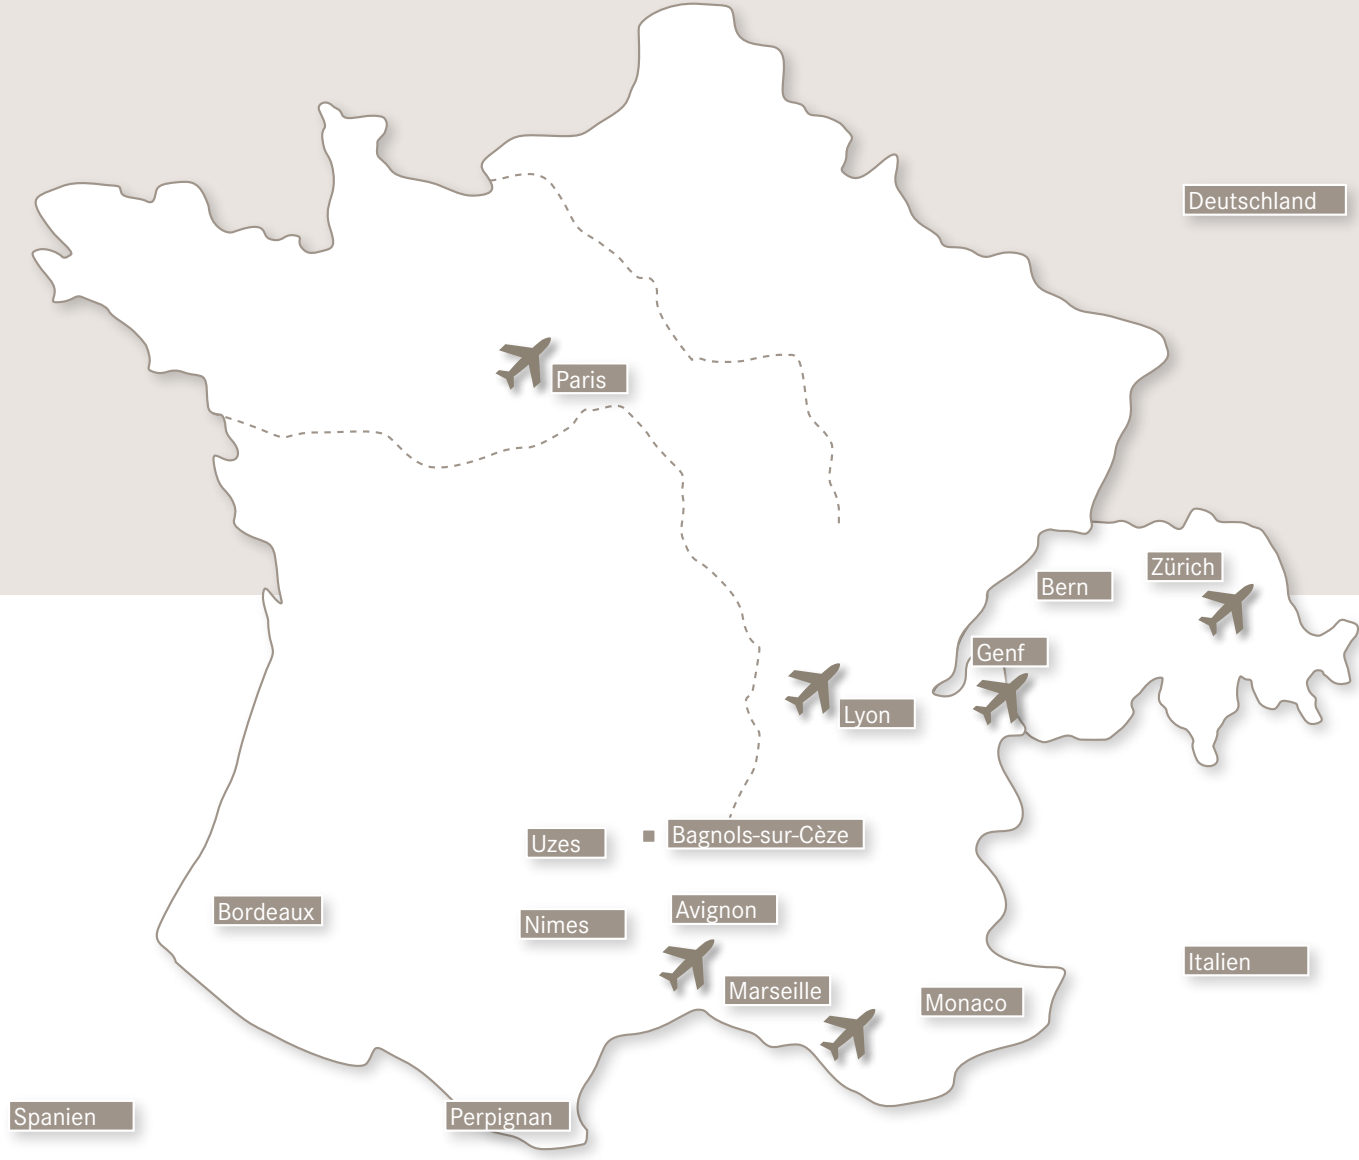 Deutschland
Paris
Zürich
Bern
Genf
Lyon
Bagnols-sur-Cèze
Uzes
Avignon
Bordeaux
Nimes
Italien
Marseille
Monaco
Spanien
Perpignan